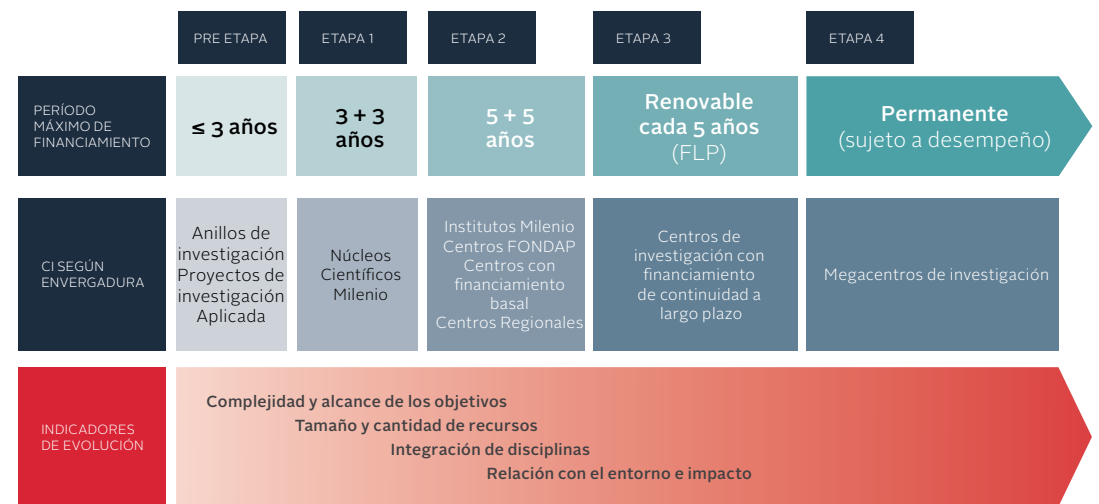 PRE ETAPA
ETAPA 1
ETAPA 2
ETAPA 3
ETAPA 4
PERÍODO
MÁXIMO DE
FINANCIAMIENTO
≤ 3 años
3 + 3
años
5 + 5
años
Renovable
cada 5 años
(FLP)
Permanente
(sujeto a desempeño)
CI SEGÚN
ENVERGADURA
Anillos de
investigación
Proyectos de
investigación
Aplicada
Núcleos
Científicos
Milenio
Institutos Milenio
Centros FONDAP
Centros con
financiamiento
basal
Centros Regionales
Centros de
investigación con
financiamiento
de continuidad a
largo plazo
Megacentros de investigación
INDICADORES
DE EVOLUCIÓN
Complejidad y alcance de los objetivos
Tamaño y cantidad de recursos
Integración de disciplinas
Relación con el entorno e impacto